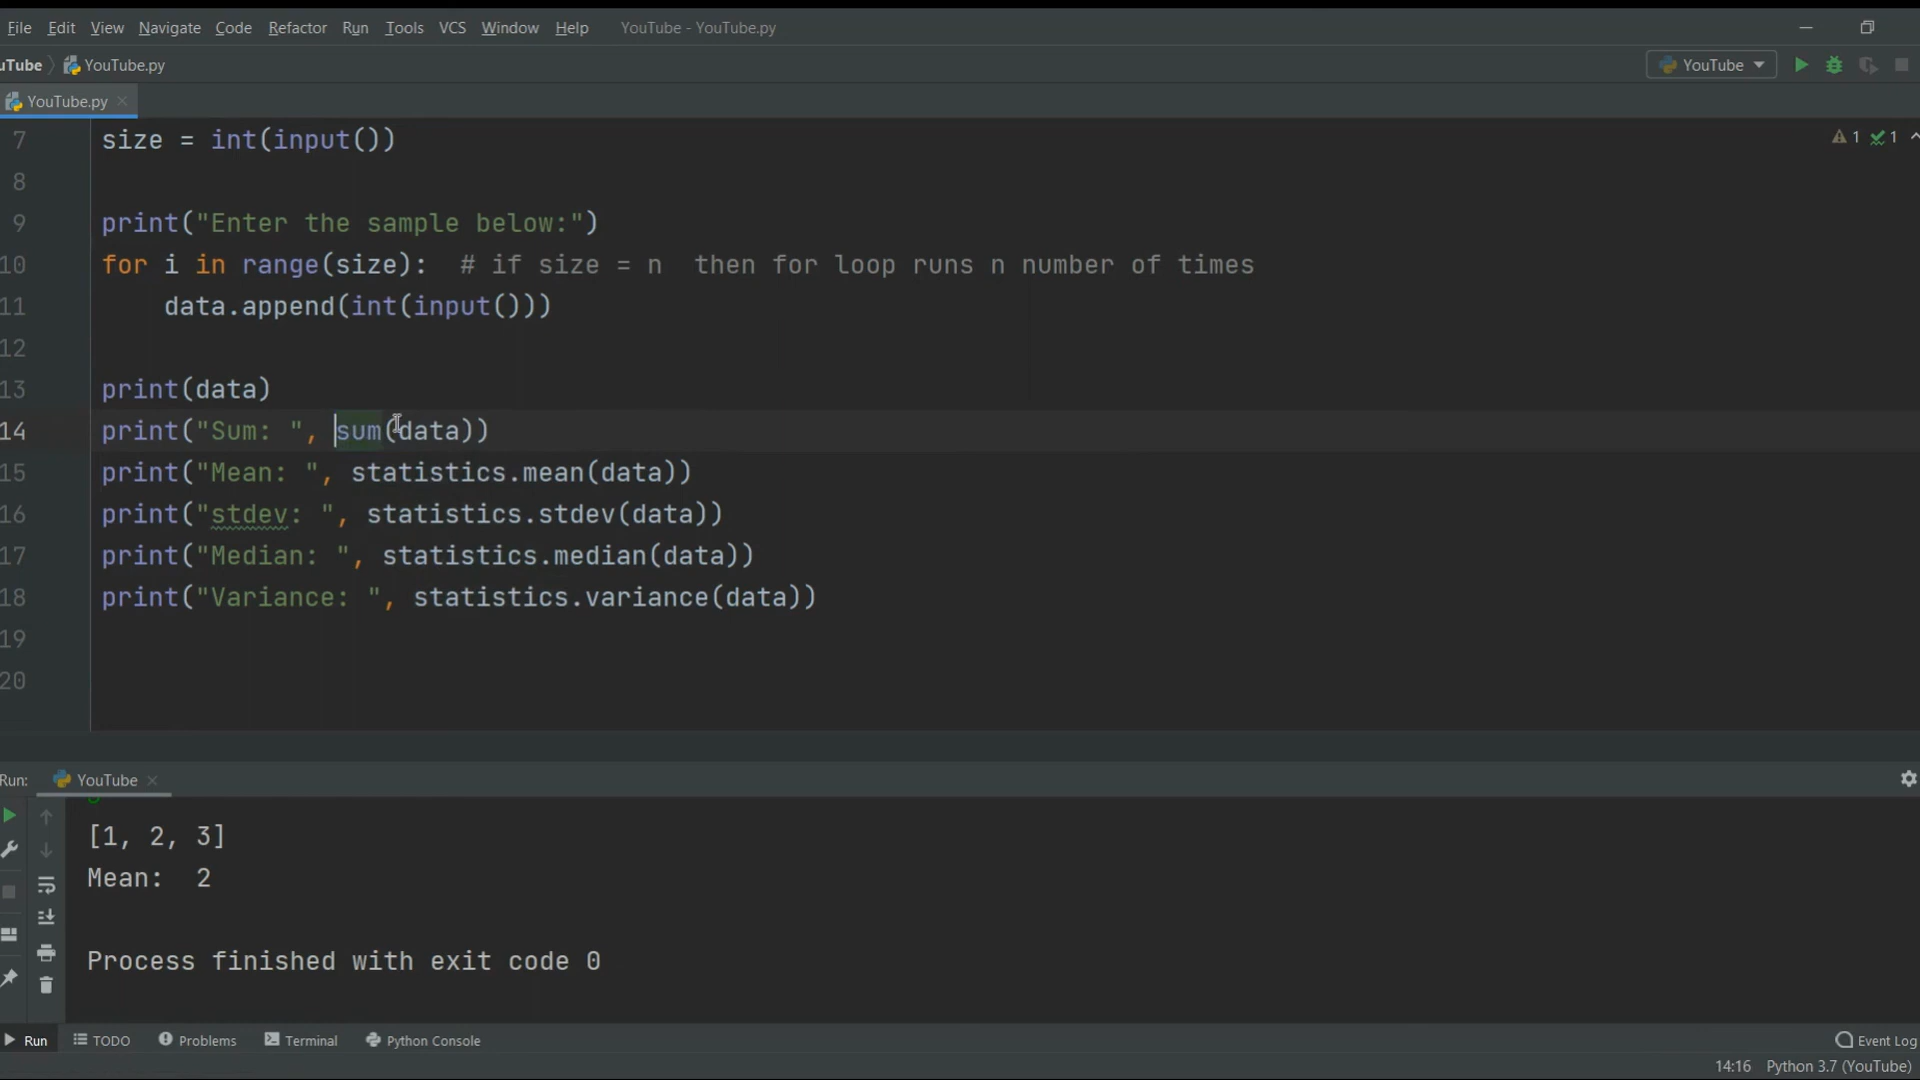 File Edit View Navigate Code Refactor Run Tools VCS Window Help YouTube - YouTube.py
uTube YouTube.py YouTube
YouTube.py
7 size = int(input())
1 1
8
9 print("Enter the sample below:")
10 for i in range(size):  # if size = n  then for loop runs n number of times
11 data.append(int(input()))
12
13 print(data)
14 print("Sum: ", sum(data))
15 print("Mean: ", statistics.mean(data))
16 print("stdev: ", statistics.stdev(data))
17 print("Median: ", statistics.median(data))
18 print("Variance: ", statistics.variance(data))
19
20
Run: YouTube
[1, 2, 3]
Mean:  2
Process finished with exit code 0
Run TODO Problems Terminal Python Console Event Log
14:16 Python 3.7 (YouTube)